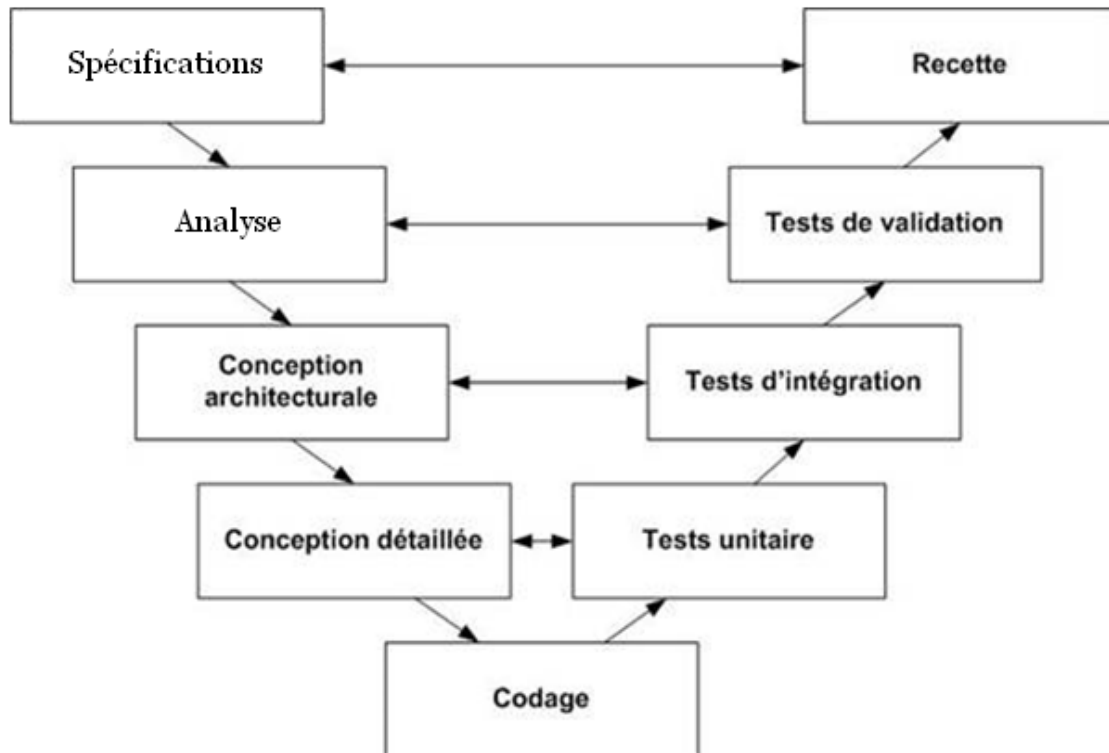 Spécifications
Recette
Analyse
Tests de validation
Conception
architecturale
Tests d'intégration
Conception détaillée
Tests unitaire
Codage